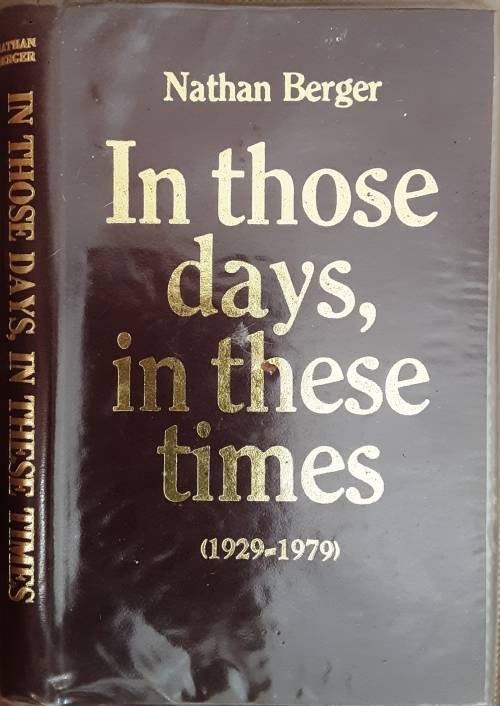 Nathan Berger
In those
days,
in these
times
(1929-1979)
NATHAN
BERGER
IN THOSE DAYS, IN THESE TIMES